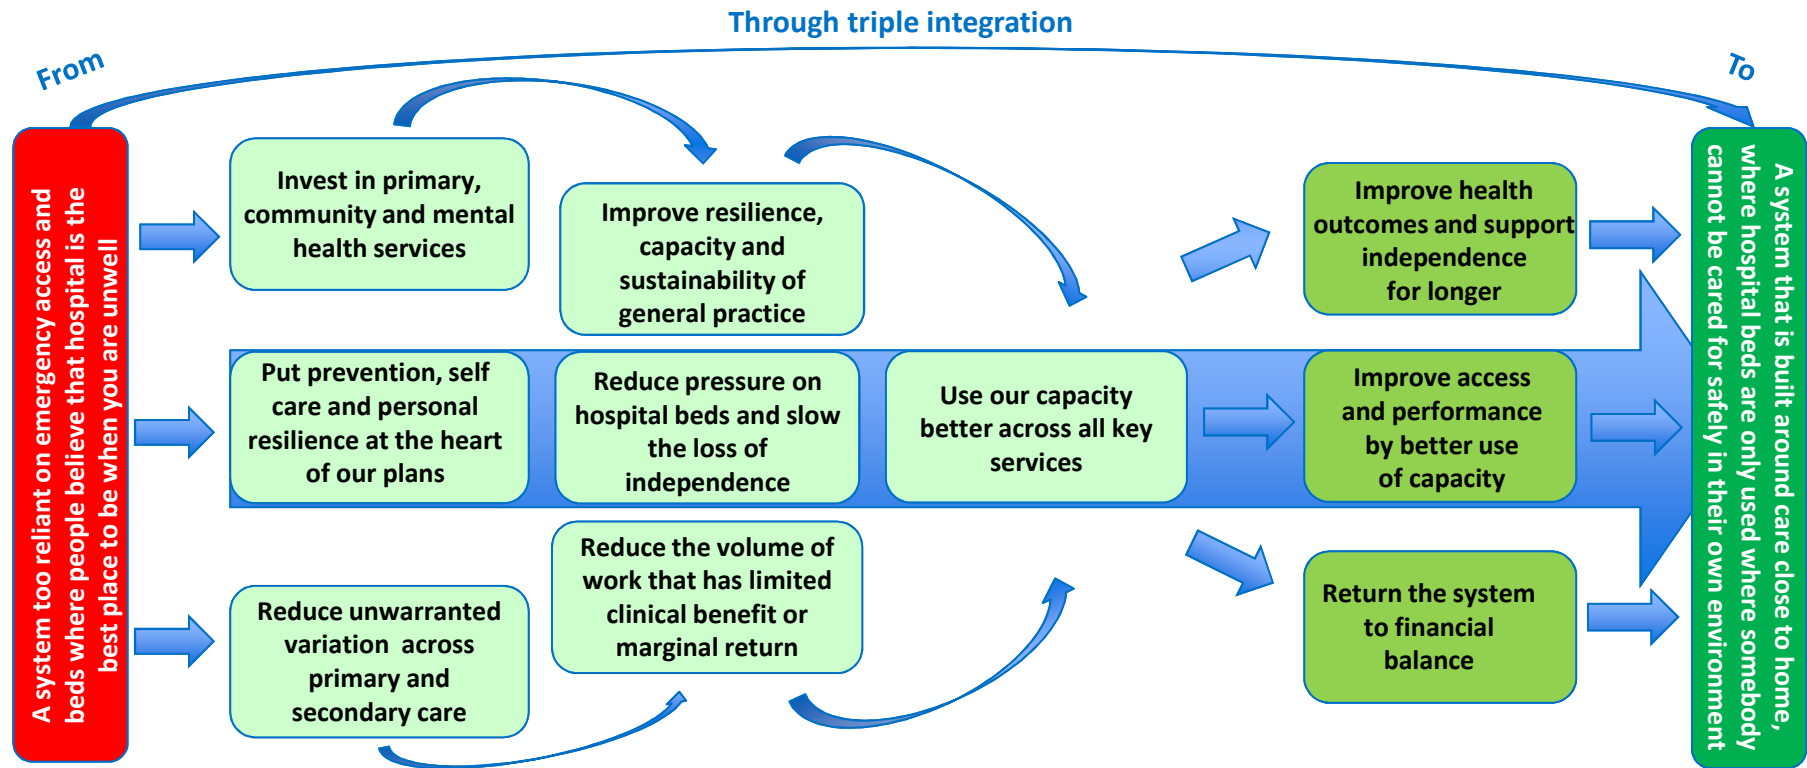 Through triple integration
From
To
A system too reliant on emergency access and
beds where people believe that hospital is the
best place to be when you are unwell
Invest in primary,
community and mental
health services
Put prevention, self
care and personal
resilience at the heart
of our plans
Reduce unwarranted
variation across
primary and
secondary care
Improve resilience,
capacity and
sustainability of
general practice
Reduce pressure on
hospital beds and slow
the loss of
independence
Reduce the volume of
work that has limited
clinical benefit or
marginal return
Use our capacity
better across all key
services
Improve health
outcomes and support
independence
for longer
Improve access
and performance
by better use
of capacity
Return the system
to financial
balance
A system that is built around care close to home,
where hospital beds are only used where somebody
cannot be cared for safely in their own environment